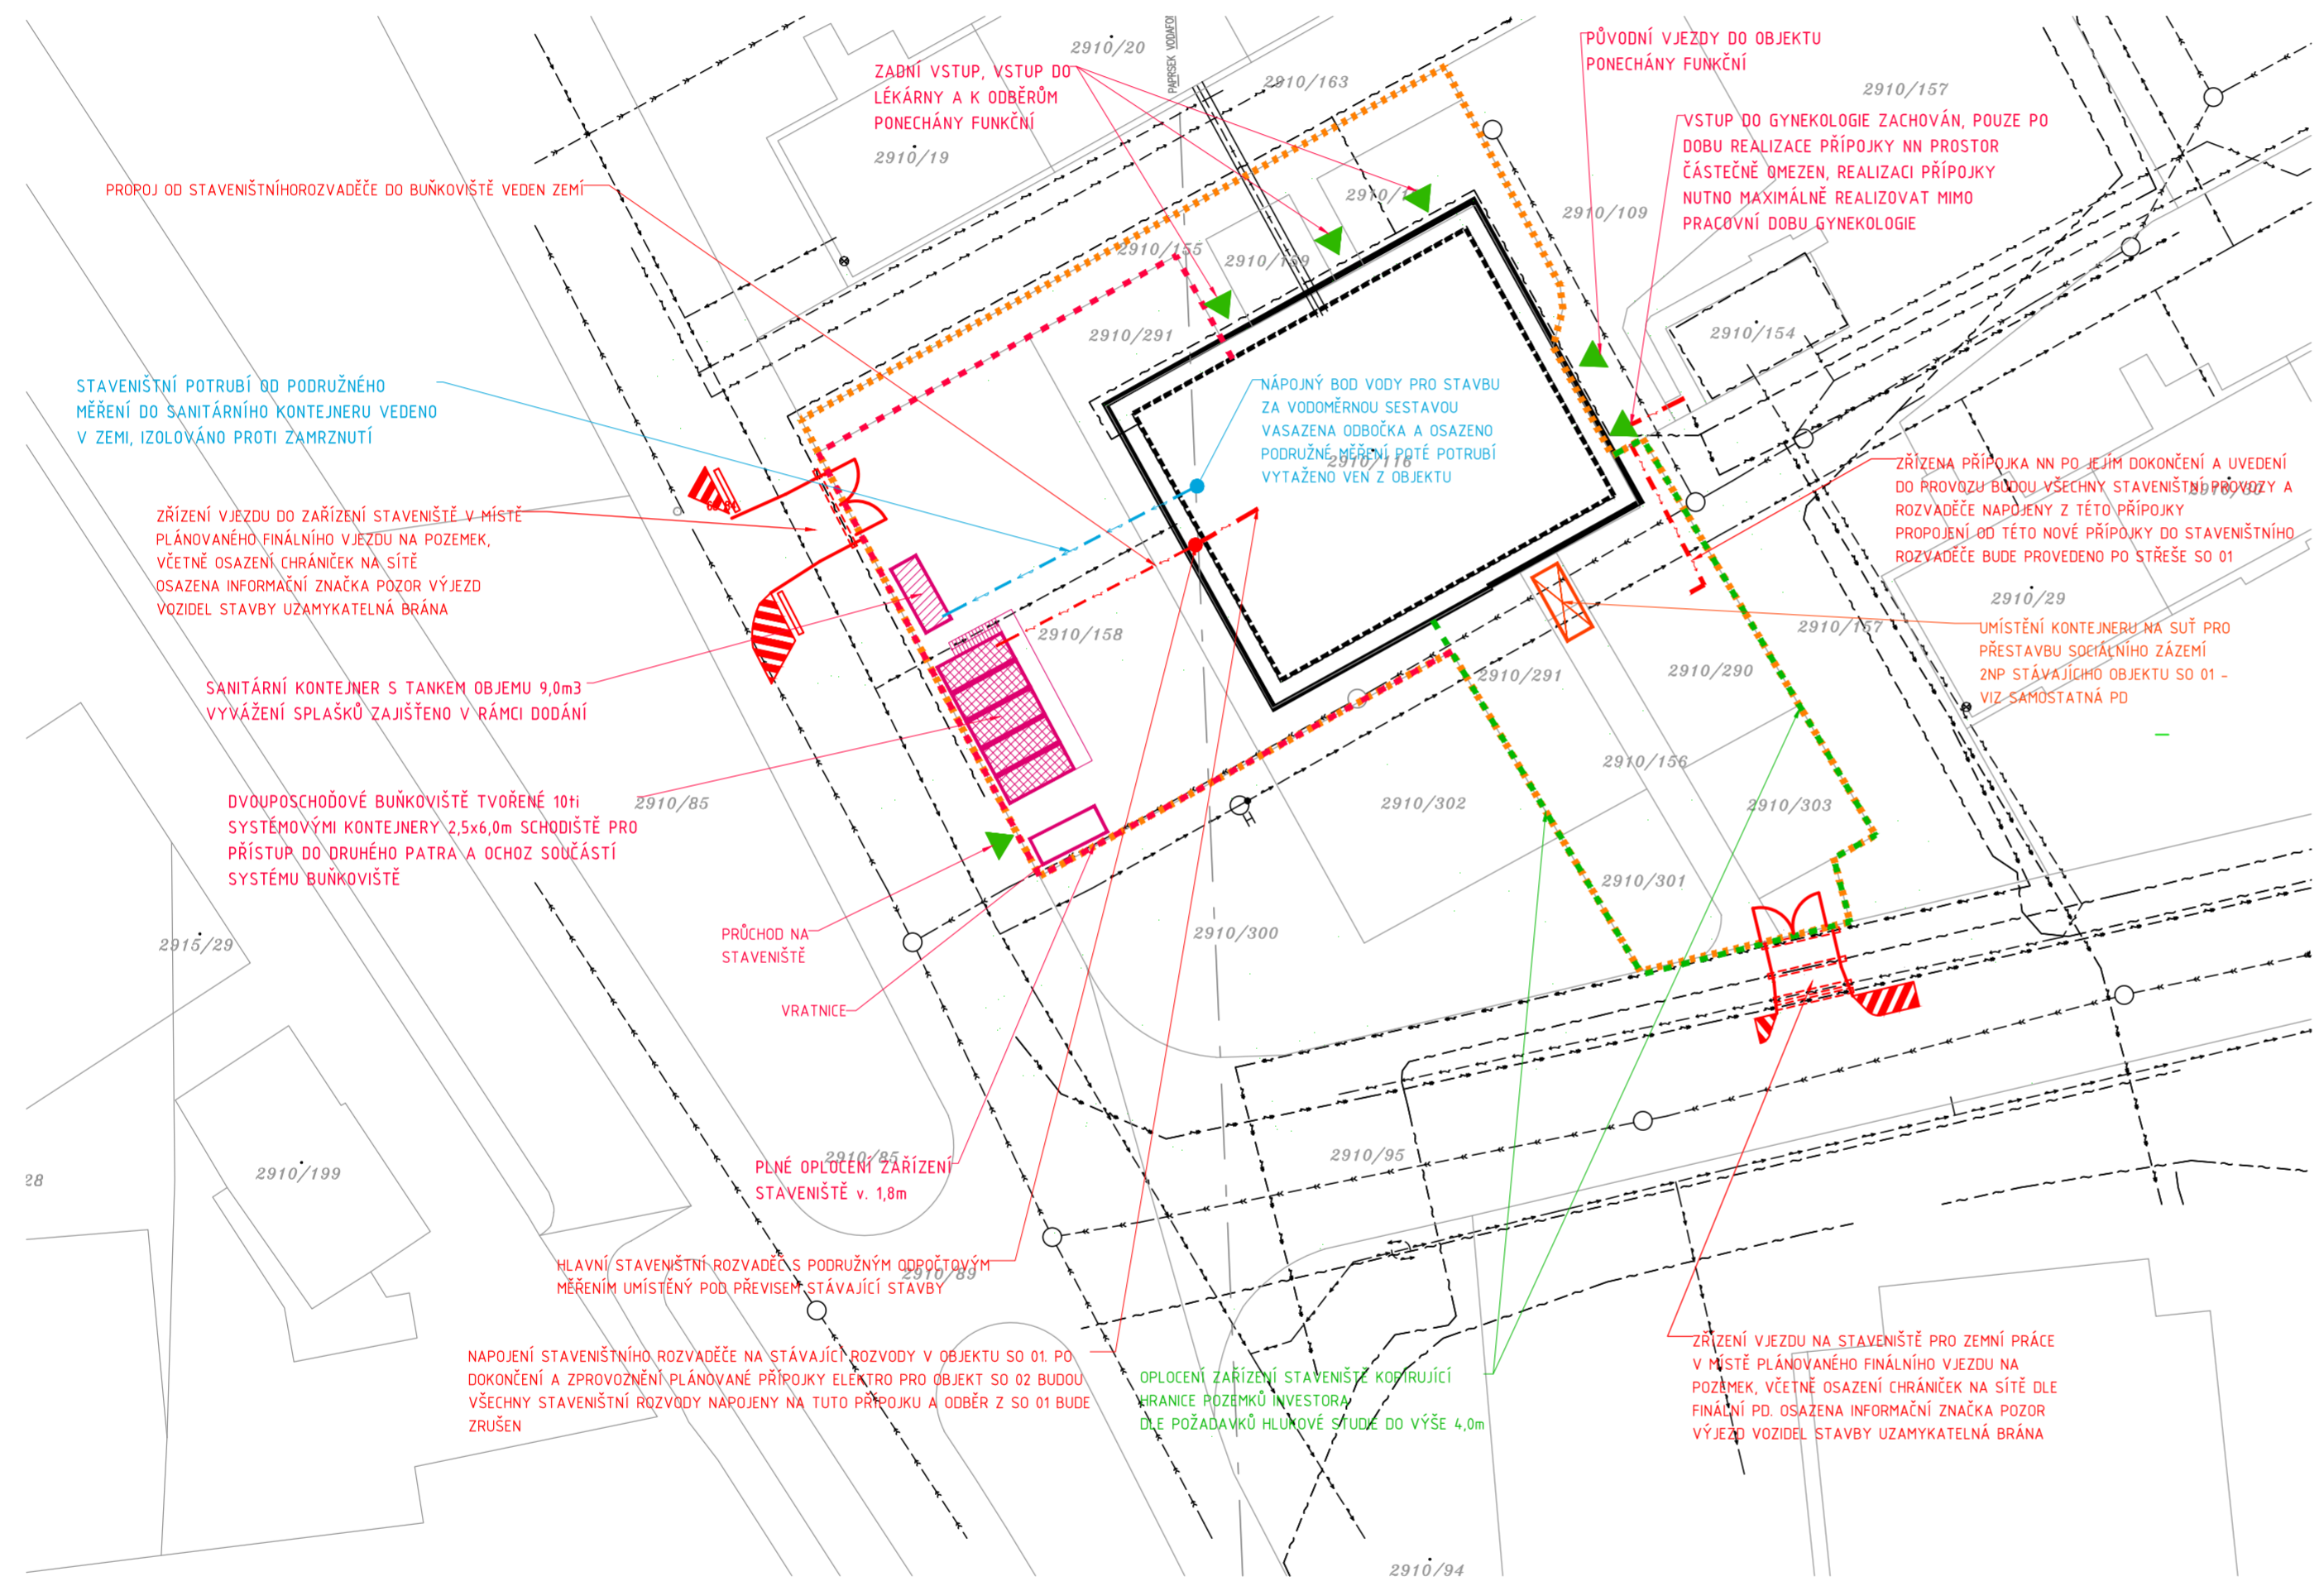 2910/20
PAPRSEK VODAFO
PŮVODNÍ VJEZDY DO OBJEKTU
PONECHÁNY FUNKČNÍ
ZADNÍ VSTUP, VSTUP DO
LÉKÁRNY A K ODBĚRŮM
PONECHÁNY FUNKČNÍ
2910/163
2910/157
2910/19
VSTUP DO GYNEKOLOGIE ZACHOVÁN, POUZE PO
DOBU REALIZACE PŘÍPOJKY NN PROSTOR
ČÁSTEČNĚ OMEZEN, REALIZACI PŘÍPOJKY
NUTNO MAXIMÁLNĚ REALIZOVAT MIMO
PRACOVNÍ DOBU GYNEKOLOGIE
PROPOJ OD STAVENIŠTNÍHOROZVADĚČE DO BUŇKOVIŠTĚ VEDEN ZEMÍ
2910/109
2910/155
2910/159
2910/291
2910/154
STAVENIŠTNÍ POTRUBÍ OD PODRUŽNÉHO
MĚŘENÍ DO SANITÁRNÍHO KONTEJNERU VEDENO
V ZEMI, IZOLOVÁNO PROTI ZAMRZNUTÍ
NÁPOJNÝ BOD VODY PRO STAVBU
ZA VODOMĚRNOU SESTAVOU
VASAZENA ODBOČKA A OSAZENO
PODRUŽNÉ MĚŘENÍ POTÉ POTRUBÍ
VYTAŽENO VEN Z OBJEKTU
2910/116
ZŘÍZENA PŘÍPOJKA NN PO JEJÍM DOKONČENÍ A UVEDENÍ
DO PROVOZU BUDOU VŠECHNY STAVENIŠTNÍ PROVOZY A
ROZVADĚČE NAPOJENY Z TÉTO PŘÍPOJKY
PROPOJENÍ OD TÉTO NOVÉ PŘÍPOJKY DO STAVENIŠTNÍHO
ROZVADĚČE BUDE PROVEDENO PO STŘEŠE SO 01
ZŘÍZENÍ VJEZDU DO ZAŘÍZENÍ STAVENIŠTĚ V MÍSTĚ
PLÁNOVANÉHO FINÁLNÍHO VJEZDU NA POZEMEK,
VČETNĚ OSAZENÍ CHRÁNIČEK NA SÍTĚ
OSAZENA INFORMAČNÍ ZNAČKA POZOR VÝJEZD
VOZIDEL STAVBY UZAMYKATELNÁ BRÁNA
2910/29
2910/158
2910/157
UMÍSTĚNÍ KONTEJNERU NA SUŤ PRO
PŘESTAVBU SOCIÁLNÍHO ZÁZEMÍ
2NP STÁVAJÍCIHO OBJEKTU SO 01 -
VIZ SAMOSTATNÁ PD
2910/291
2910/290
SANITÁRNÍ KONTEJNER S TANKEM OBJEMU 9,0m3
VYVÁŽENÍ SPLAŠKŮ ZAJIŠŤENO V RÁMCI DODÁNÍ
2910/156
DVOUPOSCHOĎOVÉ BUŇKOVIŠTĚ TVOŘENÉ 10ti
SYSTÉMOVÝMI KONTEJNERY 2,5x6,0m SCHODIŠTĚ PRO
PŘÍSTUP DO DRUHÉHO PATRA A OCHOZ SOUČÁSTÍ
SYSTÉMU BUŇKOVIŠTĚ
2910/85
2910/302
2910/303
2910/301
2915/29
PRŮCHOD NA
STAVENIŠTĚ
2910/300
VRATNICE
2910/199
28
2910/85
PLNÉ OPLOCENÍ ZAŘÍZENÍ
STAVENIŠTĚ v. 1,8m
2910/95
HLAVNÍ STAVENIŠTNÍ ROZVADĚČ S PODRUŽNÝM ODPOČTOVÝM
MĚŘENÍM UMÍSTĚNÝ POD PŘEVISEM STÁVAJÍCÍ STAVBY
2910/89
NAPOJENÍ STAVENIŠTNÍHO ROZVADĚČE NA STÁVAJÍCÍ ROZVODY V OBJEKTU SO 01. PO
DOKONČENÍ A ZPROVOZNĚNÍ PLÁNOVANÉ PŘÍPOJKY ELEKTRO PRO OBJEKT SO 02 BUDOU
VŠECHNY STAVENIŠTNÍ ROZVODY NAPOJENY NA TUTO PŘÍPOJKU A ODBĚR Z SO 01 BUDE
ZRUŠEN
OPLOCENÍ ZAŘÍZENÍ STAVENIŠTĚ KOPÍRUJÍCÍ
HRANICE POZEMKŮ INVESTORA
DLE POŽADAVKŮ HLUKOVÉ STUDIE DO VÝŠE 4,0m
ZŘÍZENÍ VJEZDU NA STAVENIŠTĚ PRO ZEMNÍ PRÁCE
V MÍSTĚ PLÁNOVANÉHO FINÁLNÍHO VJEZDU NA
POZEMEK, VČETNĚ OSAZENÍ CHRÁNIČEK NA SÍTĚ DLE
FINÁLNÍ PD. OSAZENA INFORMAČNÍ ZNAČKA POZOR
VÝJEZD VOZIDEL STAVBY UZAMYKATELNÁ BRÁNA
2910/94